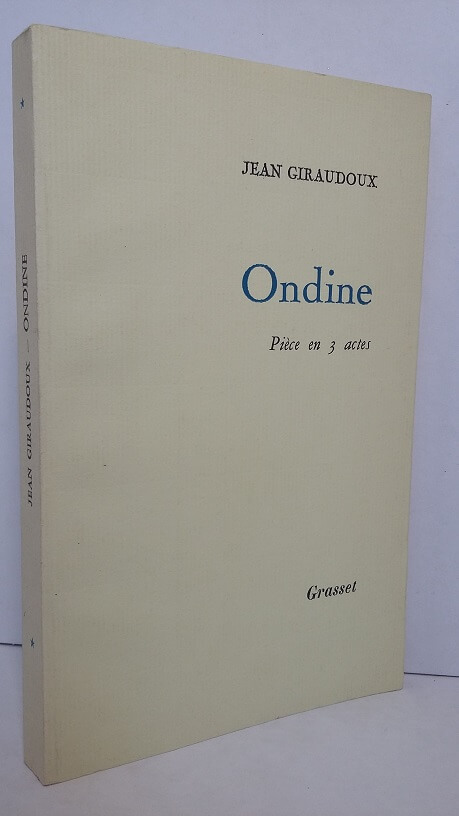 JEAN GIRAUDOUX
Ondine
Pièce en 3 actes
Grasset
JEAN GIRAUDOUX – ONDINE